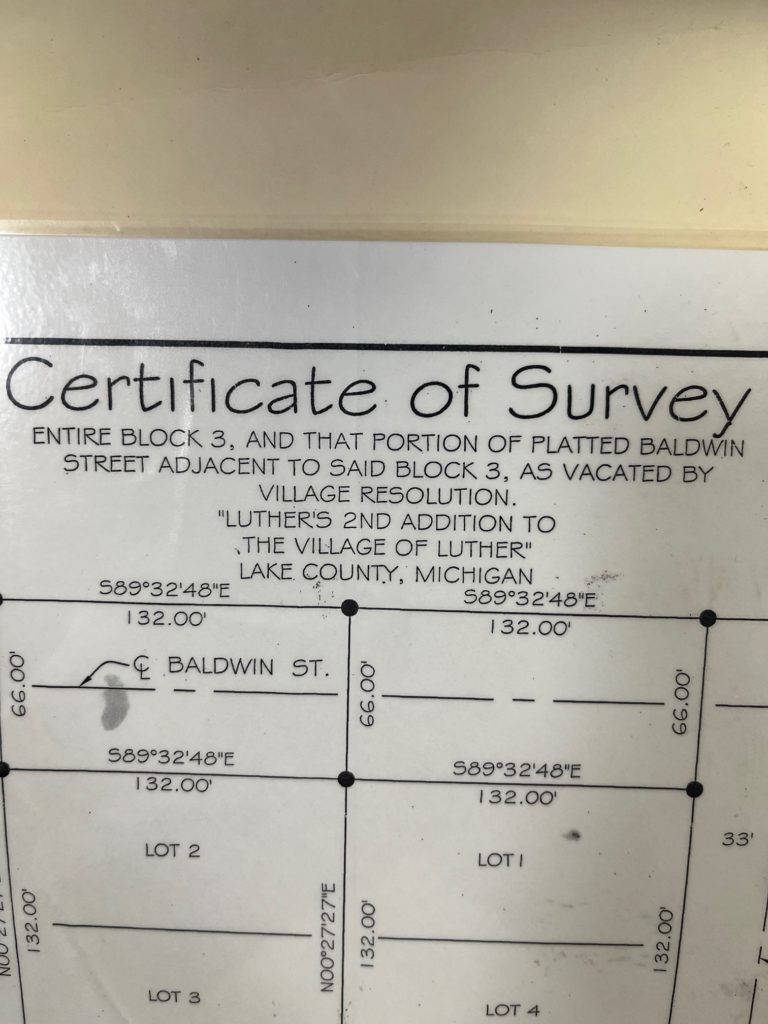 Certificate of Survey
ENTIRE BLOCK 3, AND THAT PORTION OF PLATTED BALDWIN
STREET ADJACENT TO SAID BLOCK 3, AS VACATED BY
VILLAGE RESOLUTION.
"LUTHER'S 2ND ADDITION TO
THE VILLAGE OF LUTHER"
LAKE COUNTY, MICHIGAN
S89°32'48"E S89°32'48"E
132.00' 132.00'
66.00' ℄ BALDWIN ST. 66.00' 66.00'
S89°32'48"E S89°32'48"E
132.00' 132.00'
33'
LOT 2 LOT 1
132.00' N00°27'27"E 132.00' 132.00'
LOT 3 LOT 4